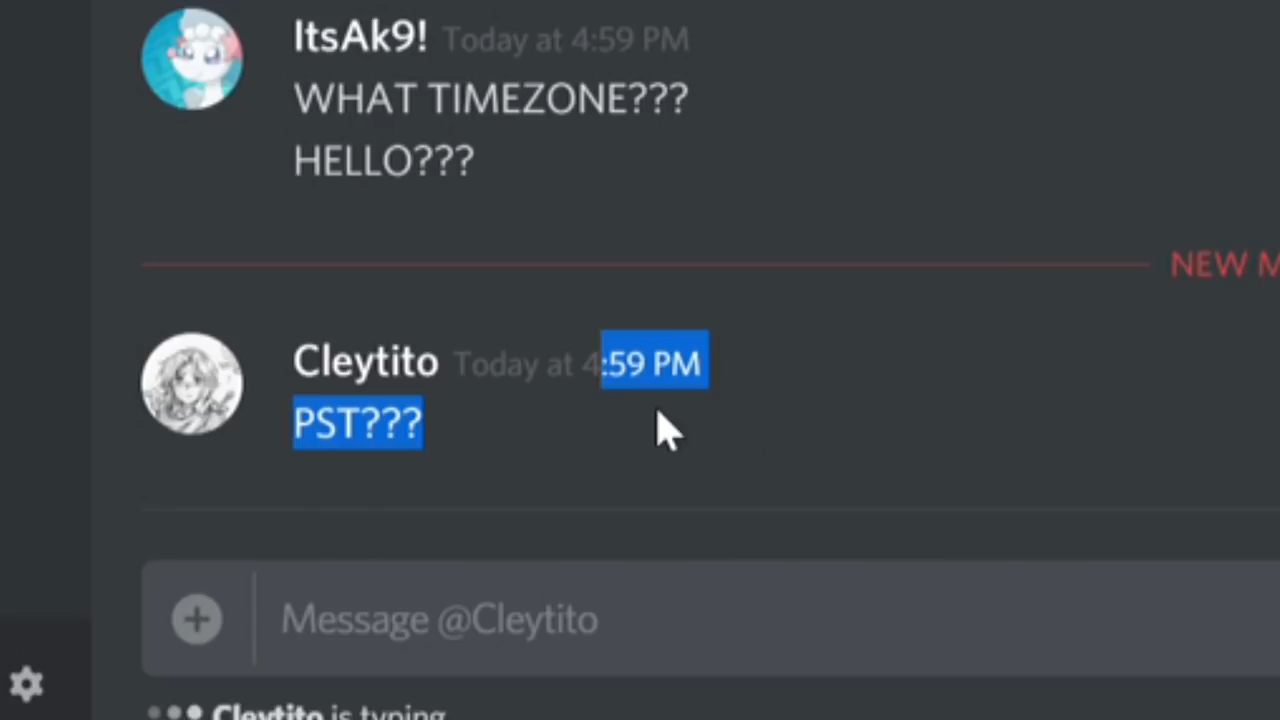 ItsAk9! Today at 4:59 PM
WHAT TIMEZONE???
HELLO???
NEW M
Cleytito Today at 4:59 PM
PST???
Message @Cleytito
Cleytito is typing